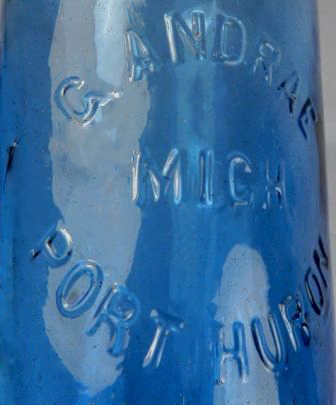 G ANDRAE
MICH
PORT HURON